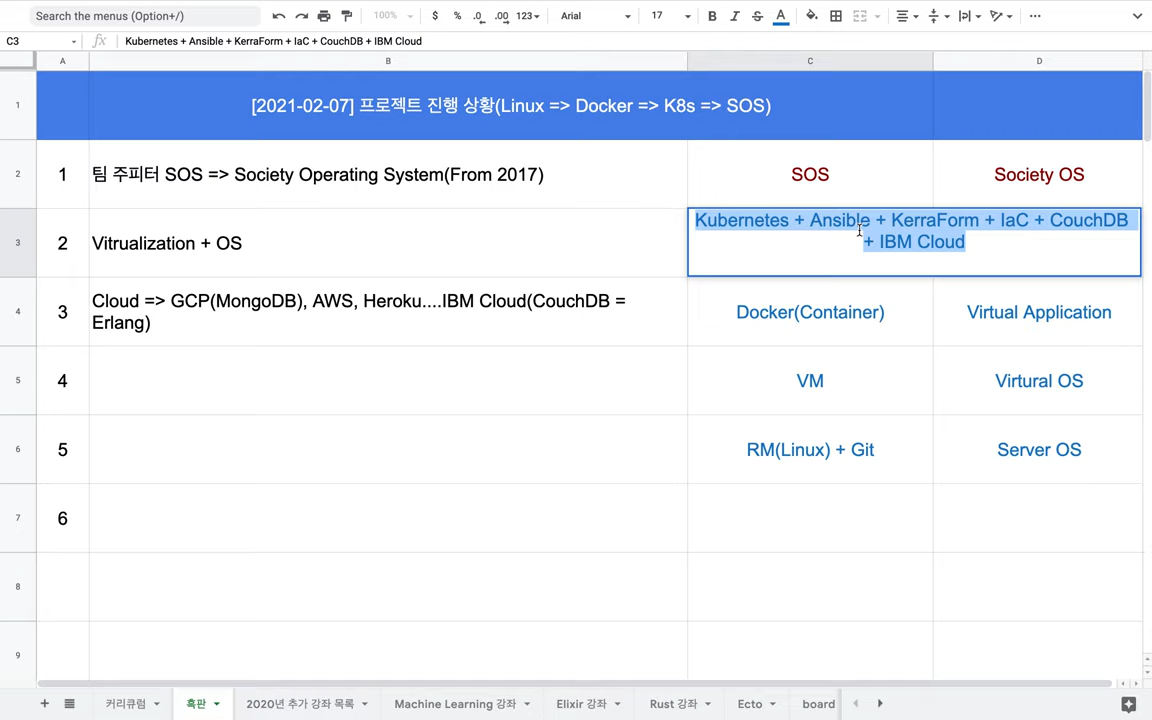 Search the menus (Option+/)
100%
$ % .0 .00 123
Arial
17
B I S A
C3
fx
Kubernetes + Ansible + KerraForm + IaC + CouchDB + IBM Cloud
A B C D
1
[2021-02-07] 프로젝트 진행 상황(Linux => Docker => K8s => SOS)
2
1
팀 주피터 SOS => Society Operating System(From 2017)
SOS
Society OS
3
2
Vitrualization + OS
Kubernetes + Ansible + KerraForm + IaC + CouchDB
+ IBM Cloud
4
3
Cloud => GCP(MongoDB), AWS, Heroku....IBM Cloud(CouchDB =
Erlang)
Docker(Container)
Virtual Application
5
4
VM
Virtural OS
6
5
RM(Linux) + Git
Server OS
7
6
8
9
커리큘럼
흑판
2020년 추가 강좌 목록
Machine Learning 강좌
Elixir 강좌
Rust 강좌
Ecto
board